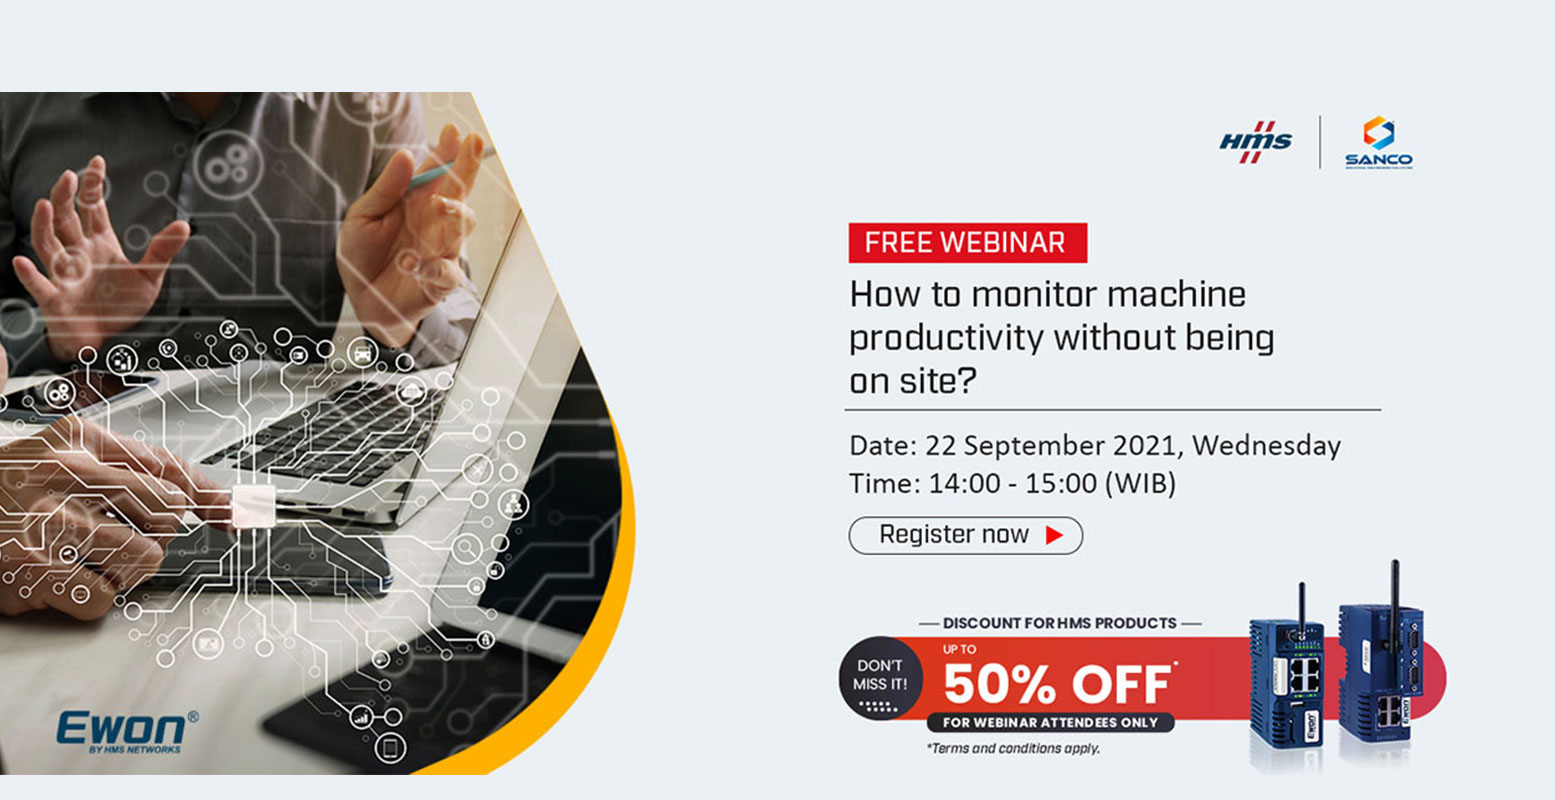 HMS
SANCO
FREE WEBINAR
How to monitor machine
productivity without being
on site?
Date: 22 September 2021, Wednesday
Time: 14:00 - 15:00 (WIB)
Register now
DISCOUNT FOR HMS PRODUCTS
DON'T
MISS IT!
UP TO
50% OFF*
FOR WEBINAR ATTENDEES ONLY
*Terms and conditions apply.
Ewon®
BY HMS NETWORKS
Ewon
Ewon